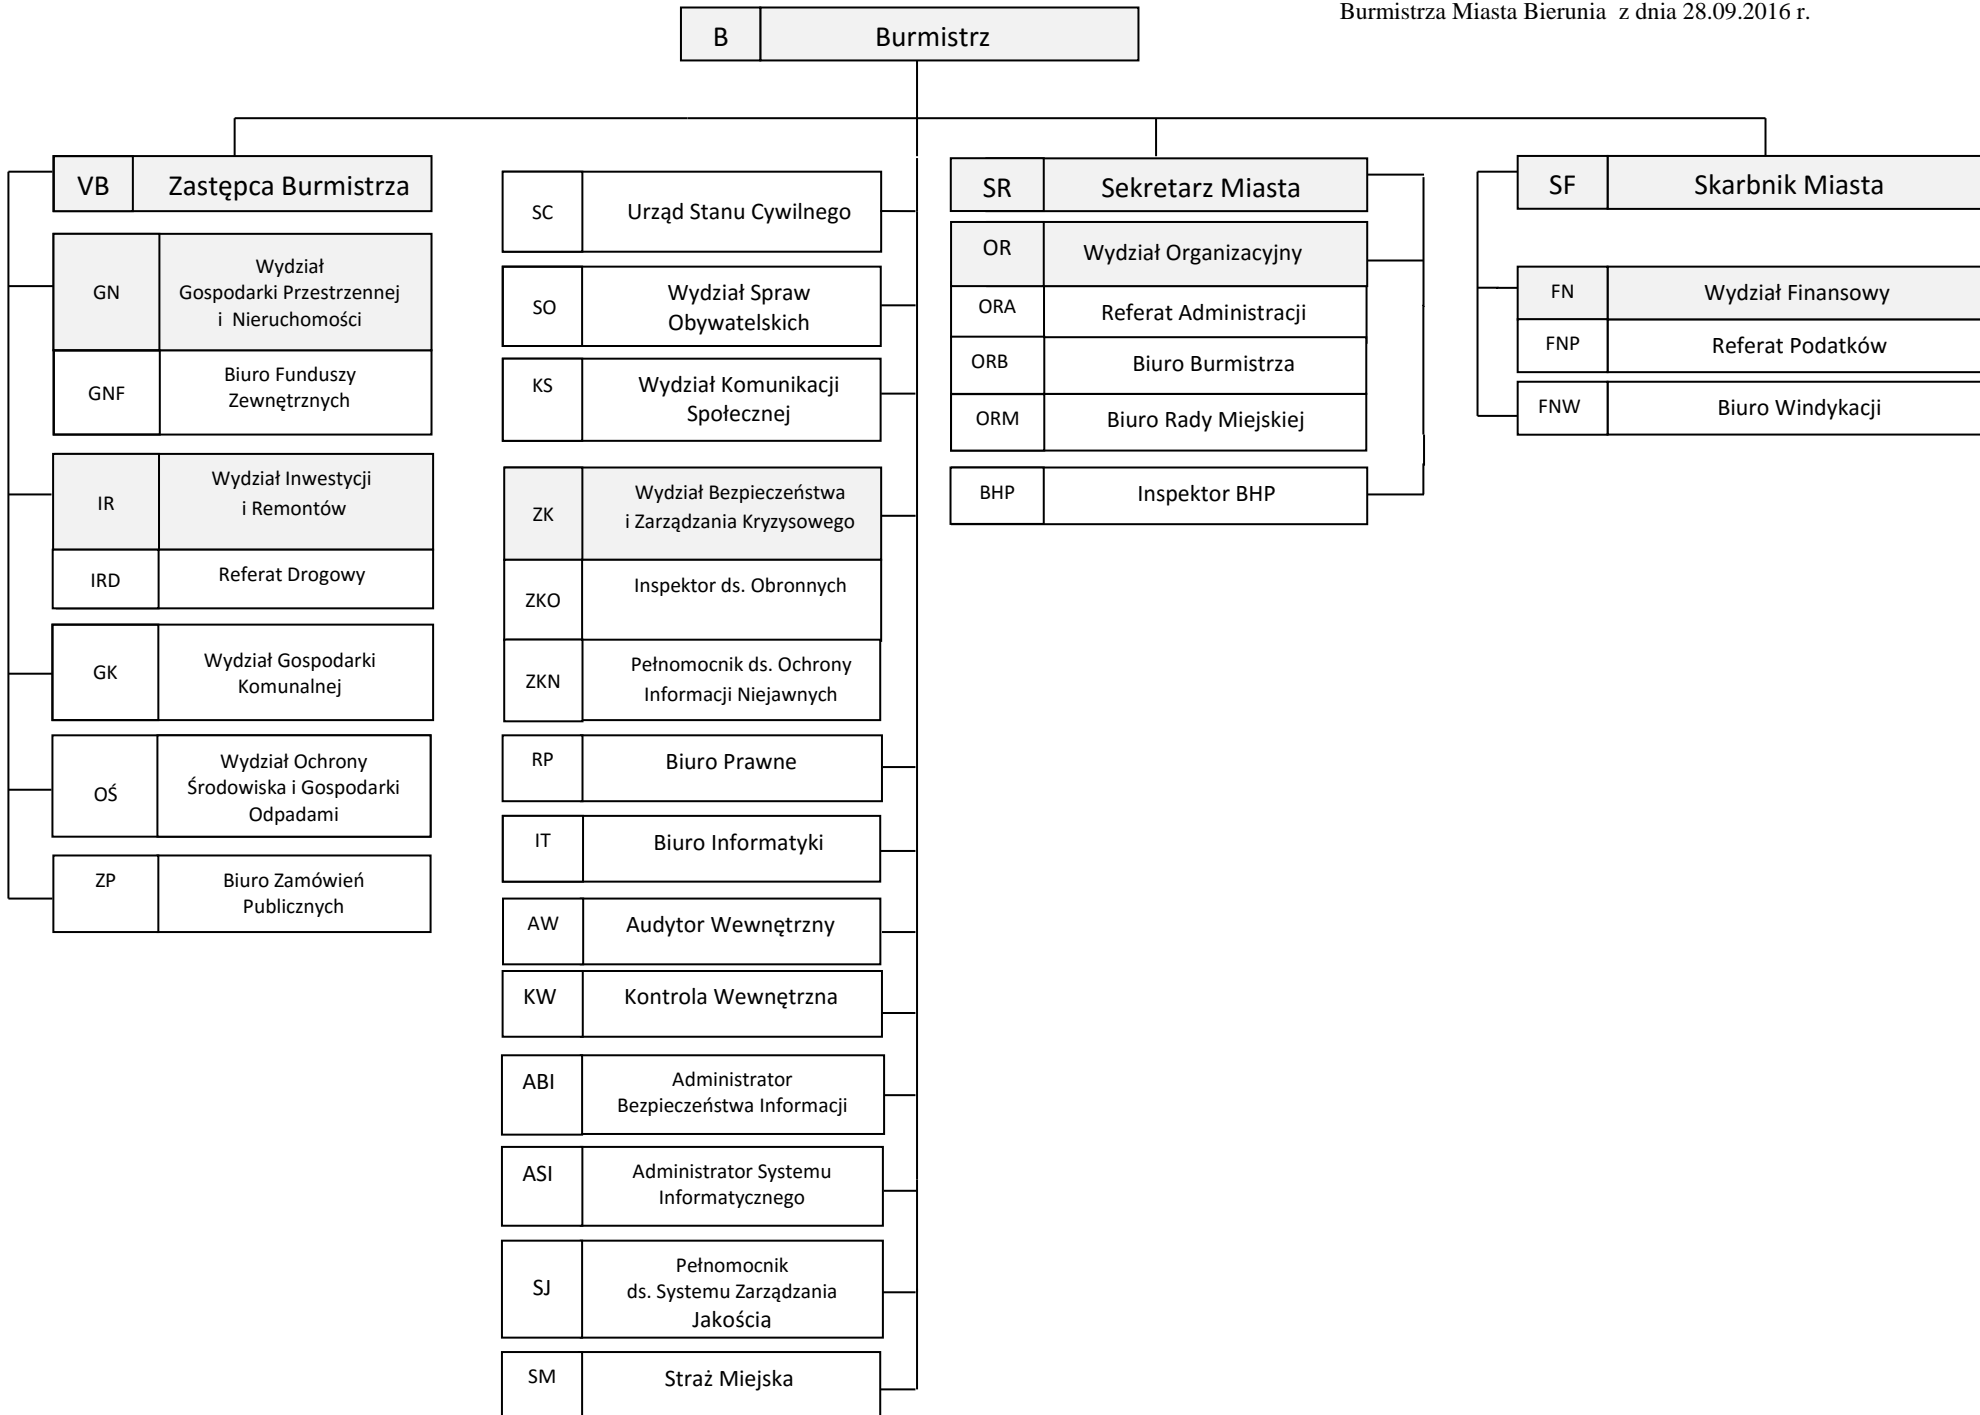 Burmistrza Miasta Bierunia z dnia 28.09.2016 r.
B Burmistrz
VB Zastępca Burmistrza
GN
Wydział
Gospodarki Przestrzennej
i Nieruchomości
GNF
Biuro Funduszy
Zewnętrznych
IR
Wydział Inwestycji
i Remontów
IRD Referat Drogowy
GK
Wydział Gospodarki
Komunalnej
OŚ
Wydział Ochrony
Środowiska i Gospodarki
Odpadami
ZP
Biuro Zamówień
Publicznych
SC Urząd Stanu Cywilnego
SO
Wydział Spraw
Obywatelskich
KS
Wydział Komunikacji
Społecznej
ZK
Wydział Bezpieczeństwa
i Zarządzania Kryzysowego
ZKO Inspektor ds. Obronnych
ZKN
Pełnomocnik ds. Ochrony
Informacji Niejawnych
RP Biuro Prawne
IT Biuro Informatyki
AW Audytor Wewnętrzny
KW Kontrola Wewnętrzna
ABI
Administrator
Bezpieczeństwa Informacji
ASI
Administrator Systemu
Informatycznego
SJ
Pełnomocnik
ds. Systemu Zarządzania
Jakościa
SM Straż Miejska
SR Sekretarz Miasta
OR Wydział Organizacyjny
ORA Referat Administracji
ORB Biuro Burmistrza
ORM Biuro Rady Miejskiej
BHP Inspektor BHP
SF Skarbnik Miasta
FN Wydział Finansowy
FNP Referat Podatków
FNW Biuro Windykacji